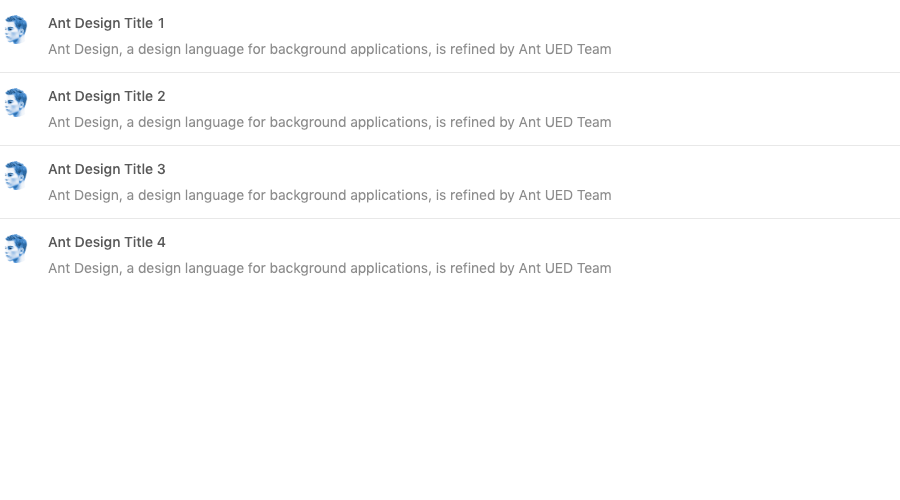 Ant Design Title 1
Ant Design, a design language for background applications, is refined by Ant UED Team
Ant Design Title 2
Ant Design, a design language for background applications, is refined by Ant UED Team
Ant Design Title 3
Ant Design, a design language for background applications, is refined by Ant UED Team
Ant Design Title 4
Ant Design, a design language for background applications, is refined by Ant UED Team